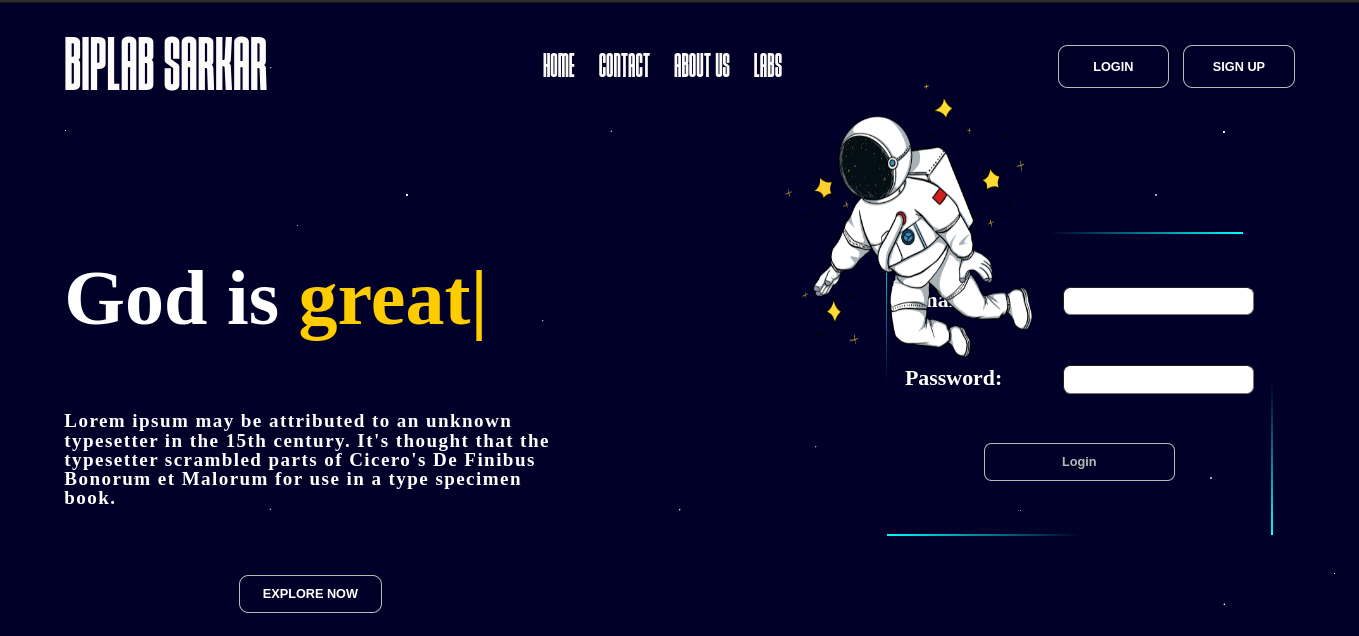 BIPLAB SARKAR
HOME CONTACT ABOUT US LABS
LOGIN SIGN UP
God is great|
Password:
Lorem ipsum may be attributed to an unknown
typesetter in the 15th century. It's thought that the
typesetter scrambled parts of Cicero's De Finibus
Bonorum et Malorum for use in a type specimen
book.
Login
EXPLORE NOW